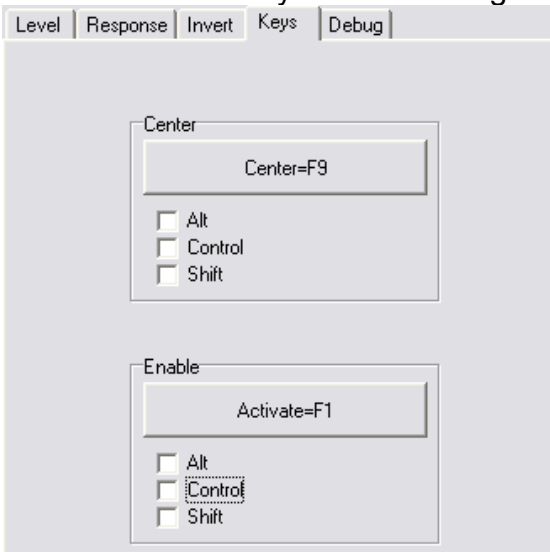 Level Response Invert Keys Debug
Center
Center=F9
Alt
Control
Shift
Enable
Activate=F1
Alt
Control
Shift